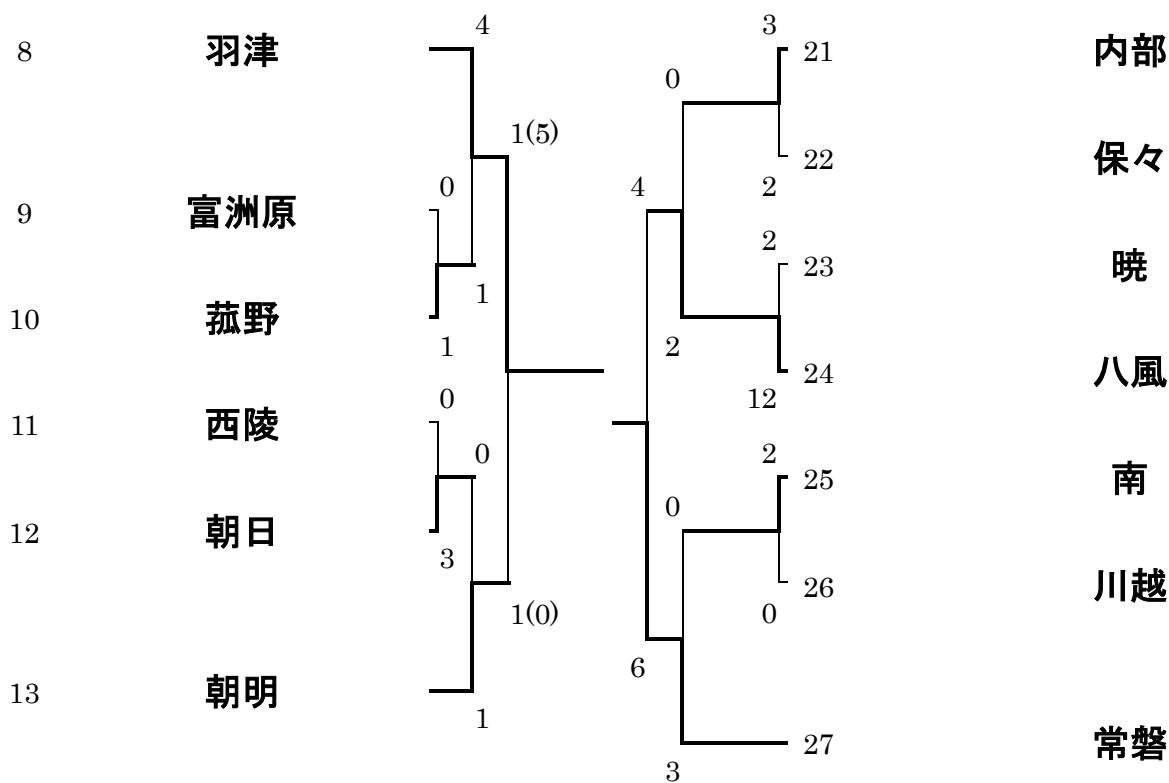 4 3
8 羽津 21 内部
0
1(5)
22 保々
0 4 2
9 富洲原
2
23 暁
1
10 菰野
1 2
24 八風
0 12
11 西陵
0 2
25 南
0
12 朝日
3
26 川越
1(0) 0
6
13 朝明
1
27 常磐
3